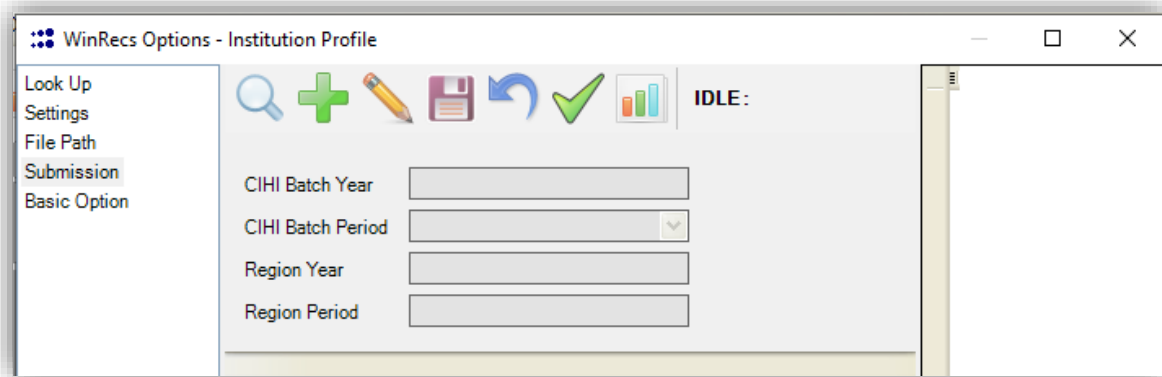 WinRecs Options - Institution Profile
Look Up
Settings
File Path
Submission
Basic Option
IDLE:
CIHI Batch Year
CIHI Batch Period
Region Year
Region Period